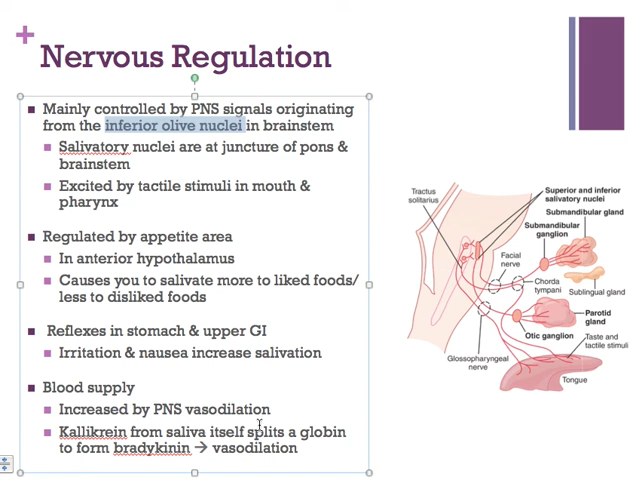 +
Nervous Regulation
Mainly controlled by PNS signals originating
from the inferior olive nuclei in brainstem
Salivatory nuclei are at juncture of pons &
brainstem
Excited by tactile stimuli in mouth &
pharynx
Regulated by appetite area
In anterior hypothalamus
Causes you to salivate more to liked foods/
less to disliked foods
Reflexes in stomach & upper GI
Irritation & nausea increase salivation
Blood supply
Increased by PNS vasodilation
Kallikrein from saliva itself splits a globin
to form bradykinin → vasodilation
Tractus
solitarius
Superior and inferior
salivatory nuclei
Submandibular gland
Submandibular
ganglion
Facial
nerve
Chorda
tympani
Sublingual gland
Parotid
gland
Otic ganglion
Taste and
tactile stimuli
Glossopharyngeal
nerve
Tongue